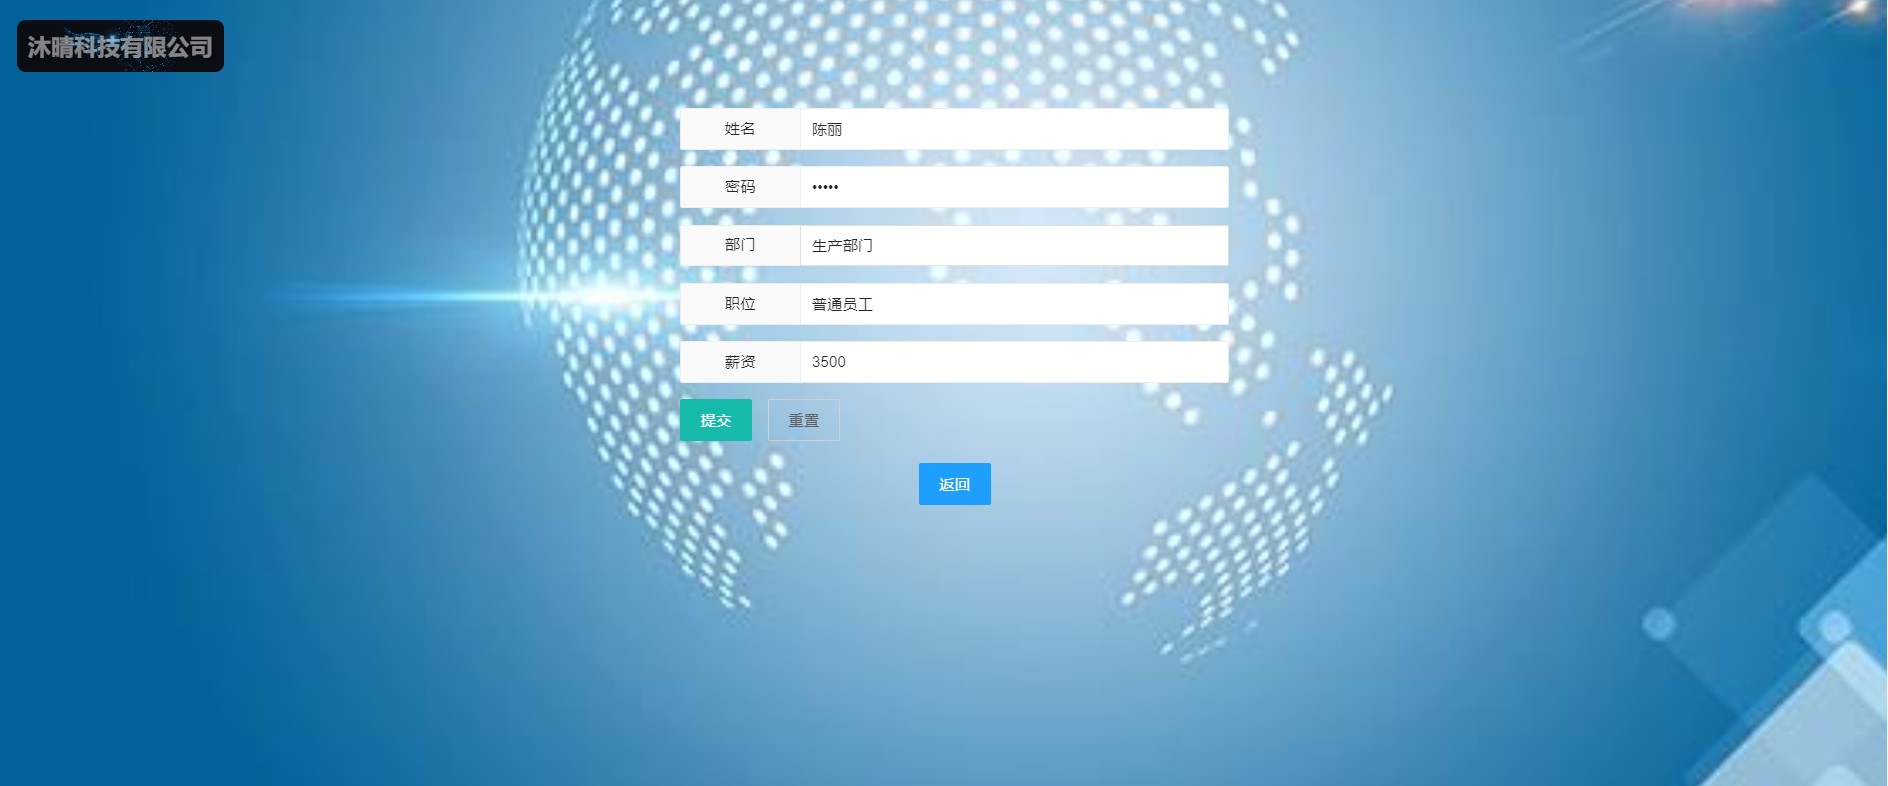 沐晴科技有限公司
姓名 陈丽
密码 •••••
部门 生产部门
职位 普通员工
薪资 3500
提交 重置
返回